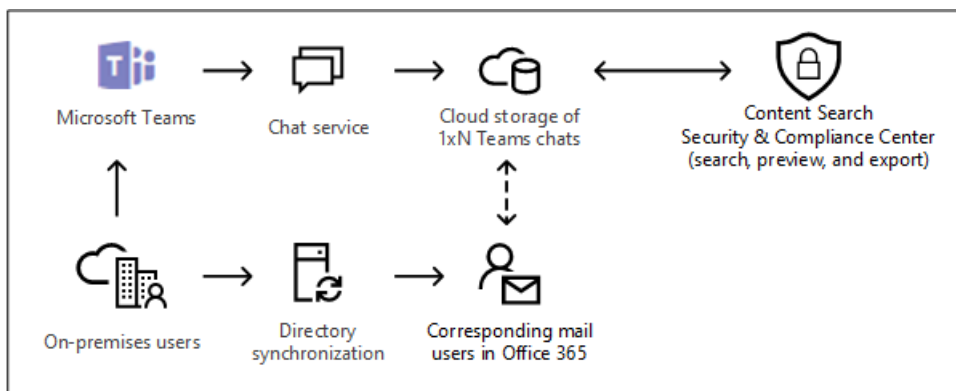 T
Microsoft Teams
Chat service
Cloud storage of
1xN Teams chats
Content Search
Security & Compliance Center
(search, preview, and export)
On-premises users
Directory
synchronization
Corresponding mail
users in Office 365